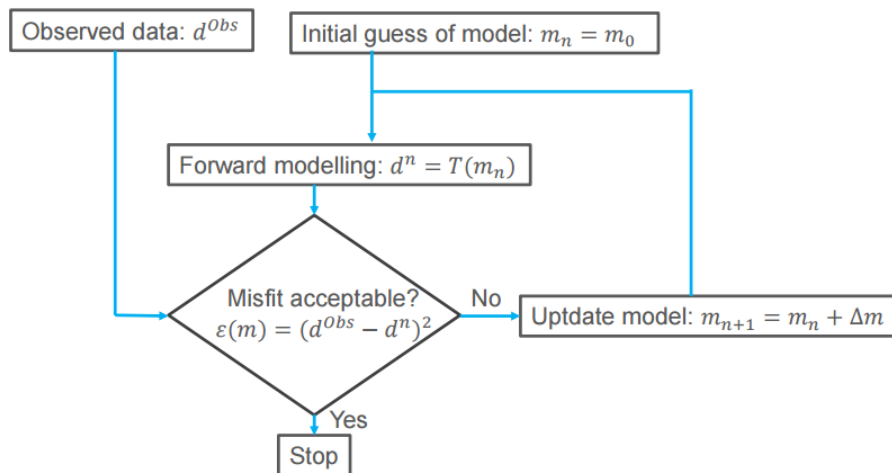 Observed data: d^Obs
Initial guess of model: m_n = m_0
Forward modelling: d^n = T(m_n)
Misfit acceptable?
ε(m) = (d^Obs − d^n)^2
No
Uptdate model: m_{n+1} = m_n + Δm
Yes
Stop